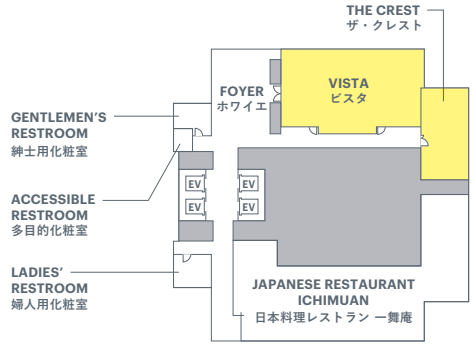 THE CREST
ザ・クレスト
VISTA
ビスタ
FOYER
ホワイエ
GENTLEMEN'S
RESTROOM
紳士用化粧室
ACCESSIBLE
RESTROOM
多目的化粧室
EV
EV
EV
EV
LADIES'
RESTROOM
婦人用化粧室
JAPANESE RESTAURANT
ICHIMUAN
日本料理レストラン 一舞庵